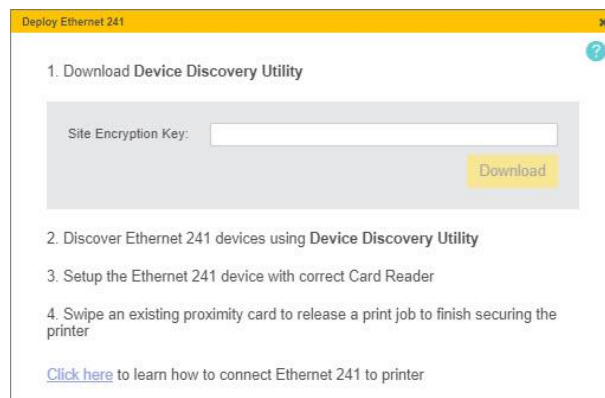 Deploy Ethernet 241
×
?
1. Download Device Discovery Utility
Site Encryption Key:
Download
2. Discover Ethernet 241 devices using Device Discovery Utility
3. Setup the Ethernet 241 device with correct Card Reader
4. Swipe an existing proximity card to release a print job to finish securing the
printer
Click here to learn how to connect Ethernet 241 to printer